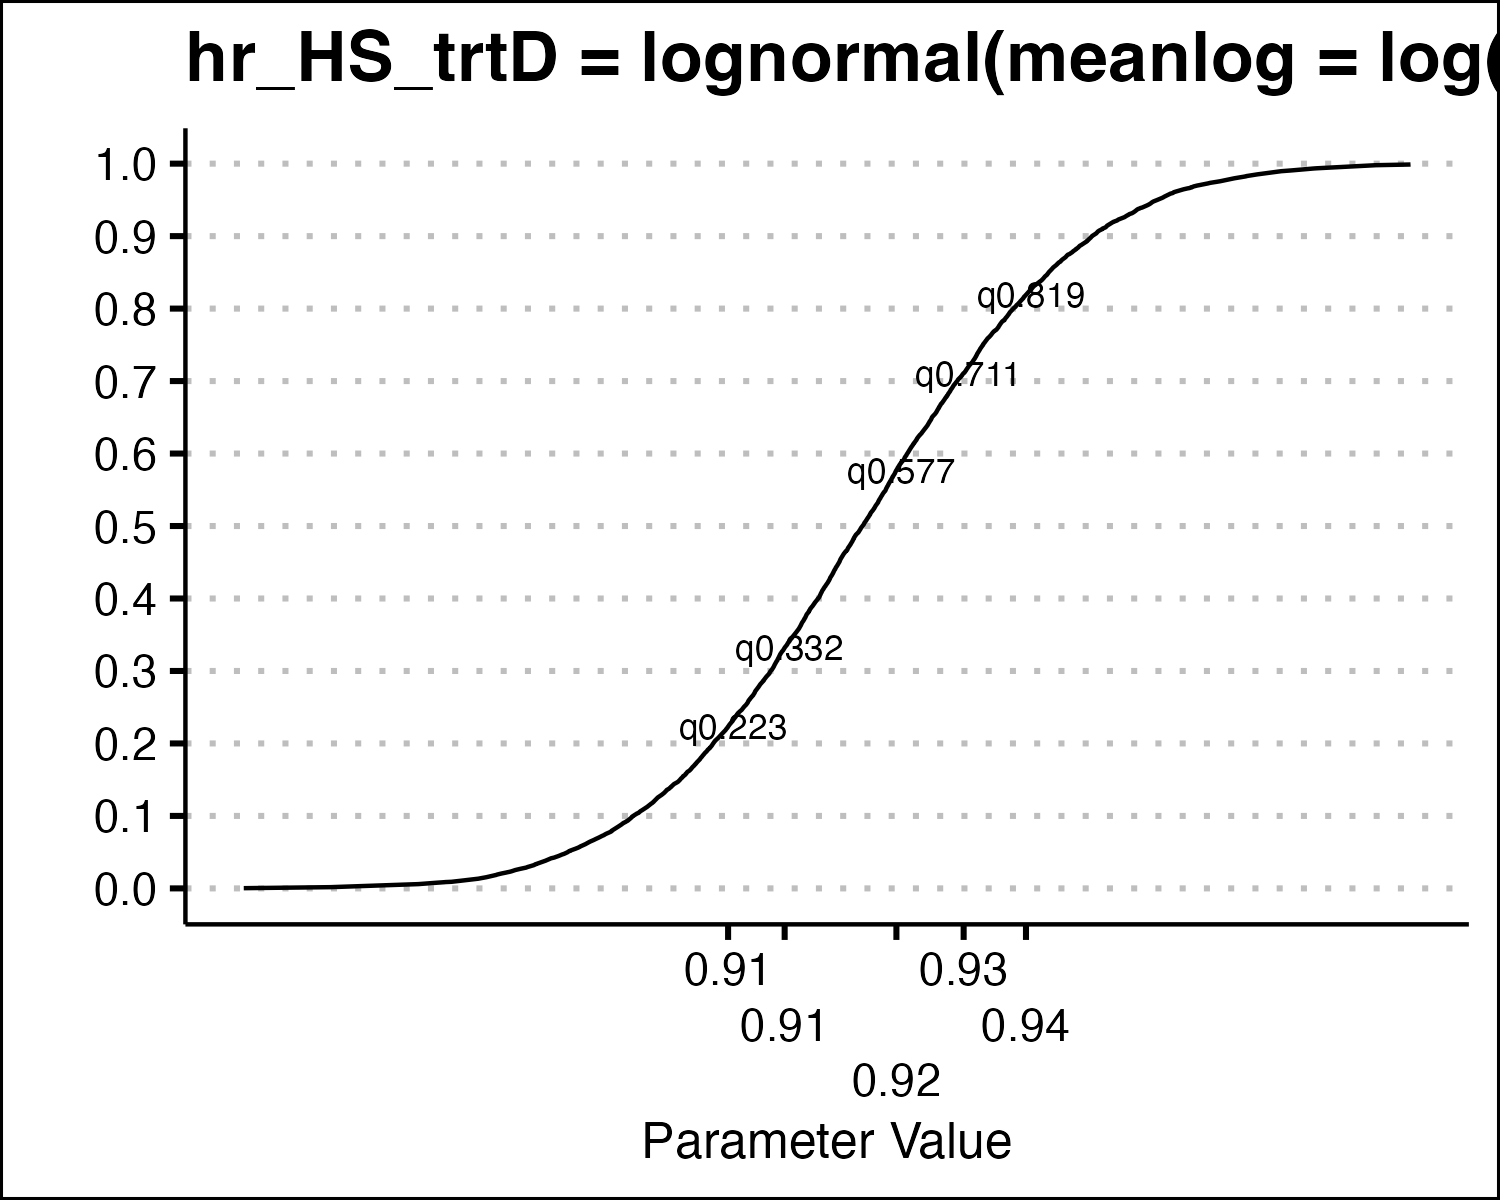 hr_HS_trtD = lognormal(meanlog = log(
1.0
0.9
0.8
0.7
0.6
0.5
0.4
0.3
0.2
0.1
0.0
q0.819
q0.711
q0.577
q0.332
q0.223
0.91 0.93
0.91 0.94
0.92
Parameter Value